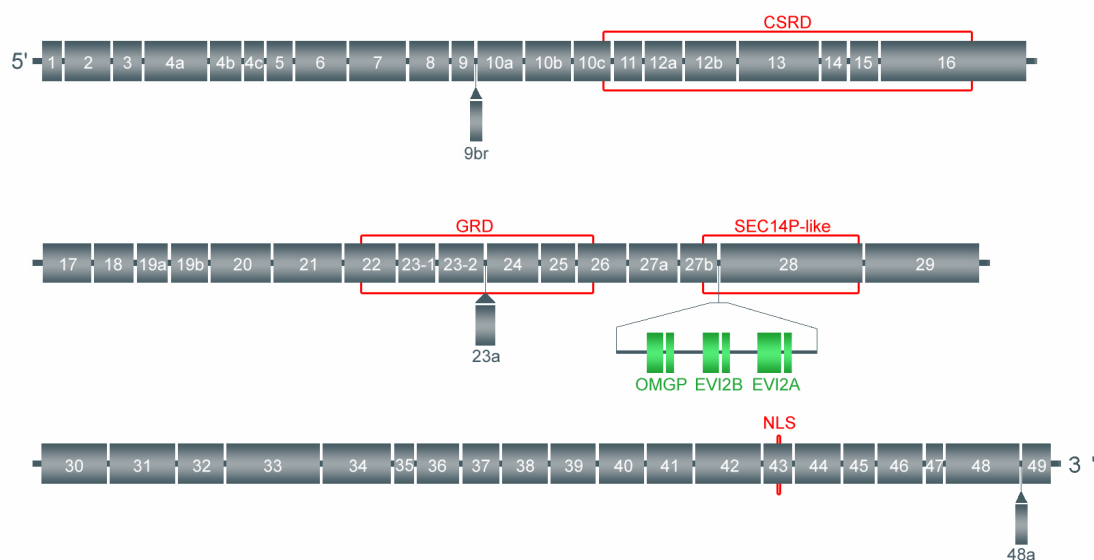 CSRD
5' 1 2 3 4a 4b 4c 5 6 7 8 9 10a 10b 10c 11 12a 12b 13 14 15 16
9br
GRD SEC14P-like
17 18 19a 19b 20 21 22 23-1 23-2 24 25 26 27a 27b 28 29
23a
OMGP EVI2B EVI2A
NLS
30 31 32 33 34 35 36 37 38 39 40 41 42 43 44 45 46 47 48 49 3 '
48a